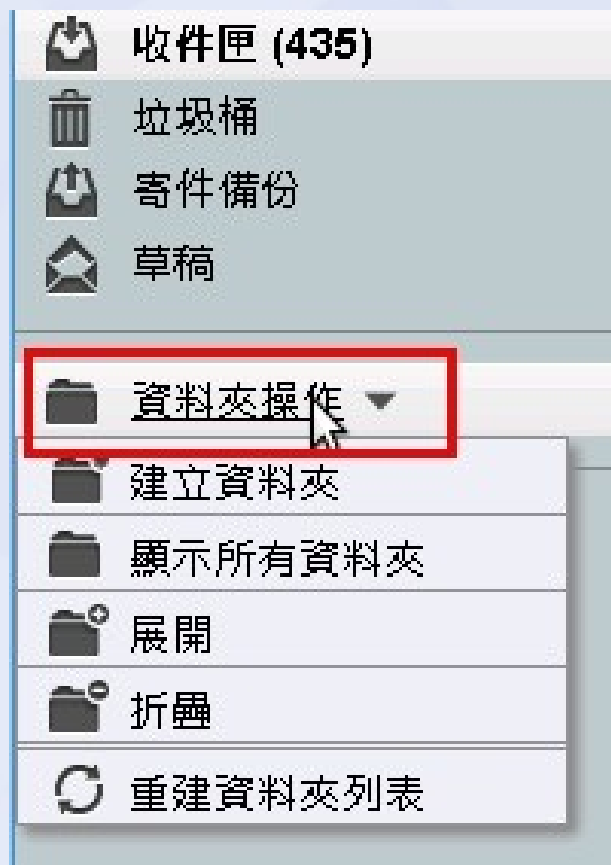 收件匣 (435)
垃圾桶
寄件備份
草稿
資料夾操作
建立資料夾
顯示所有資料夾
展開
折疊
重建資料夾列表